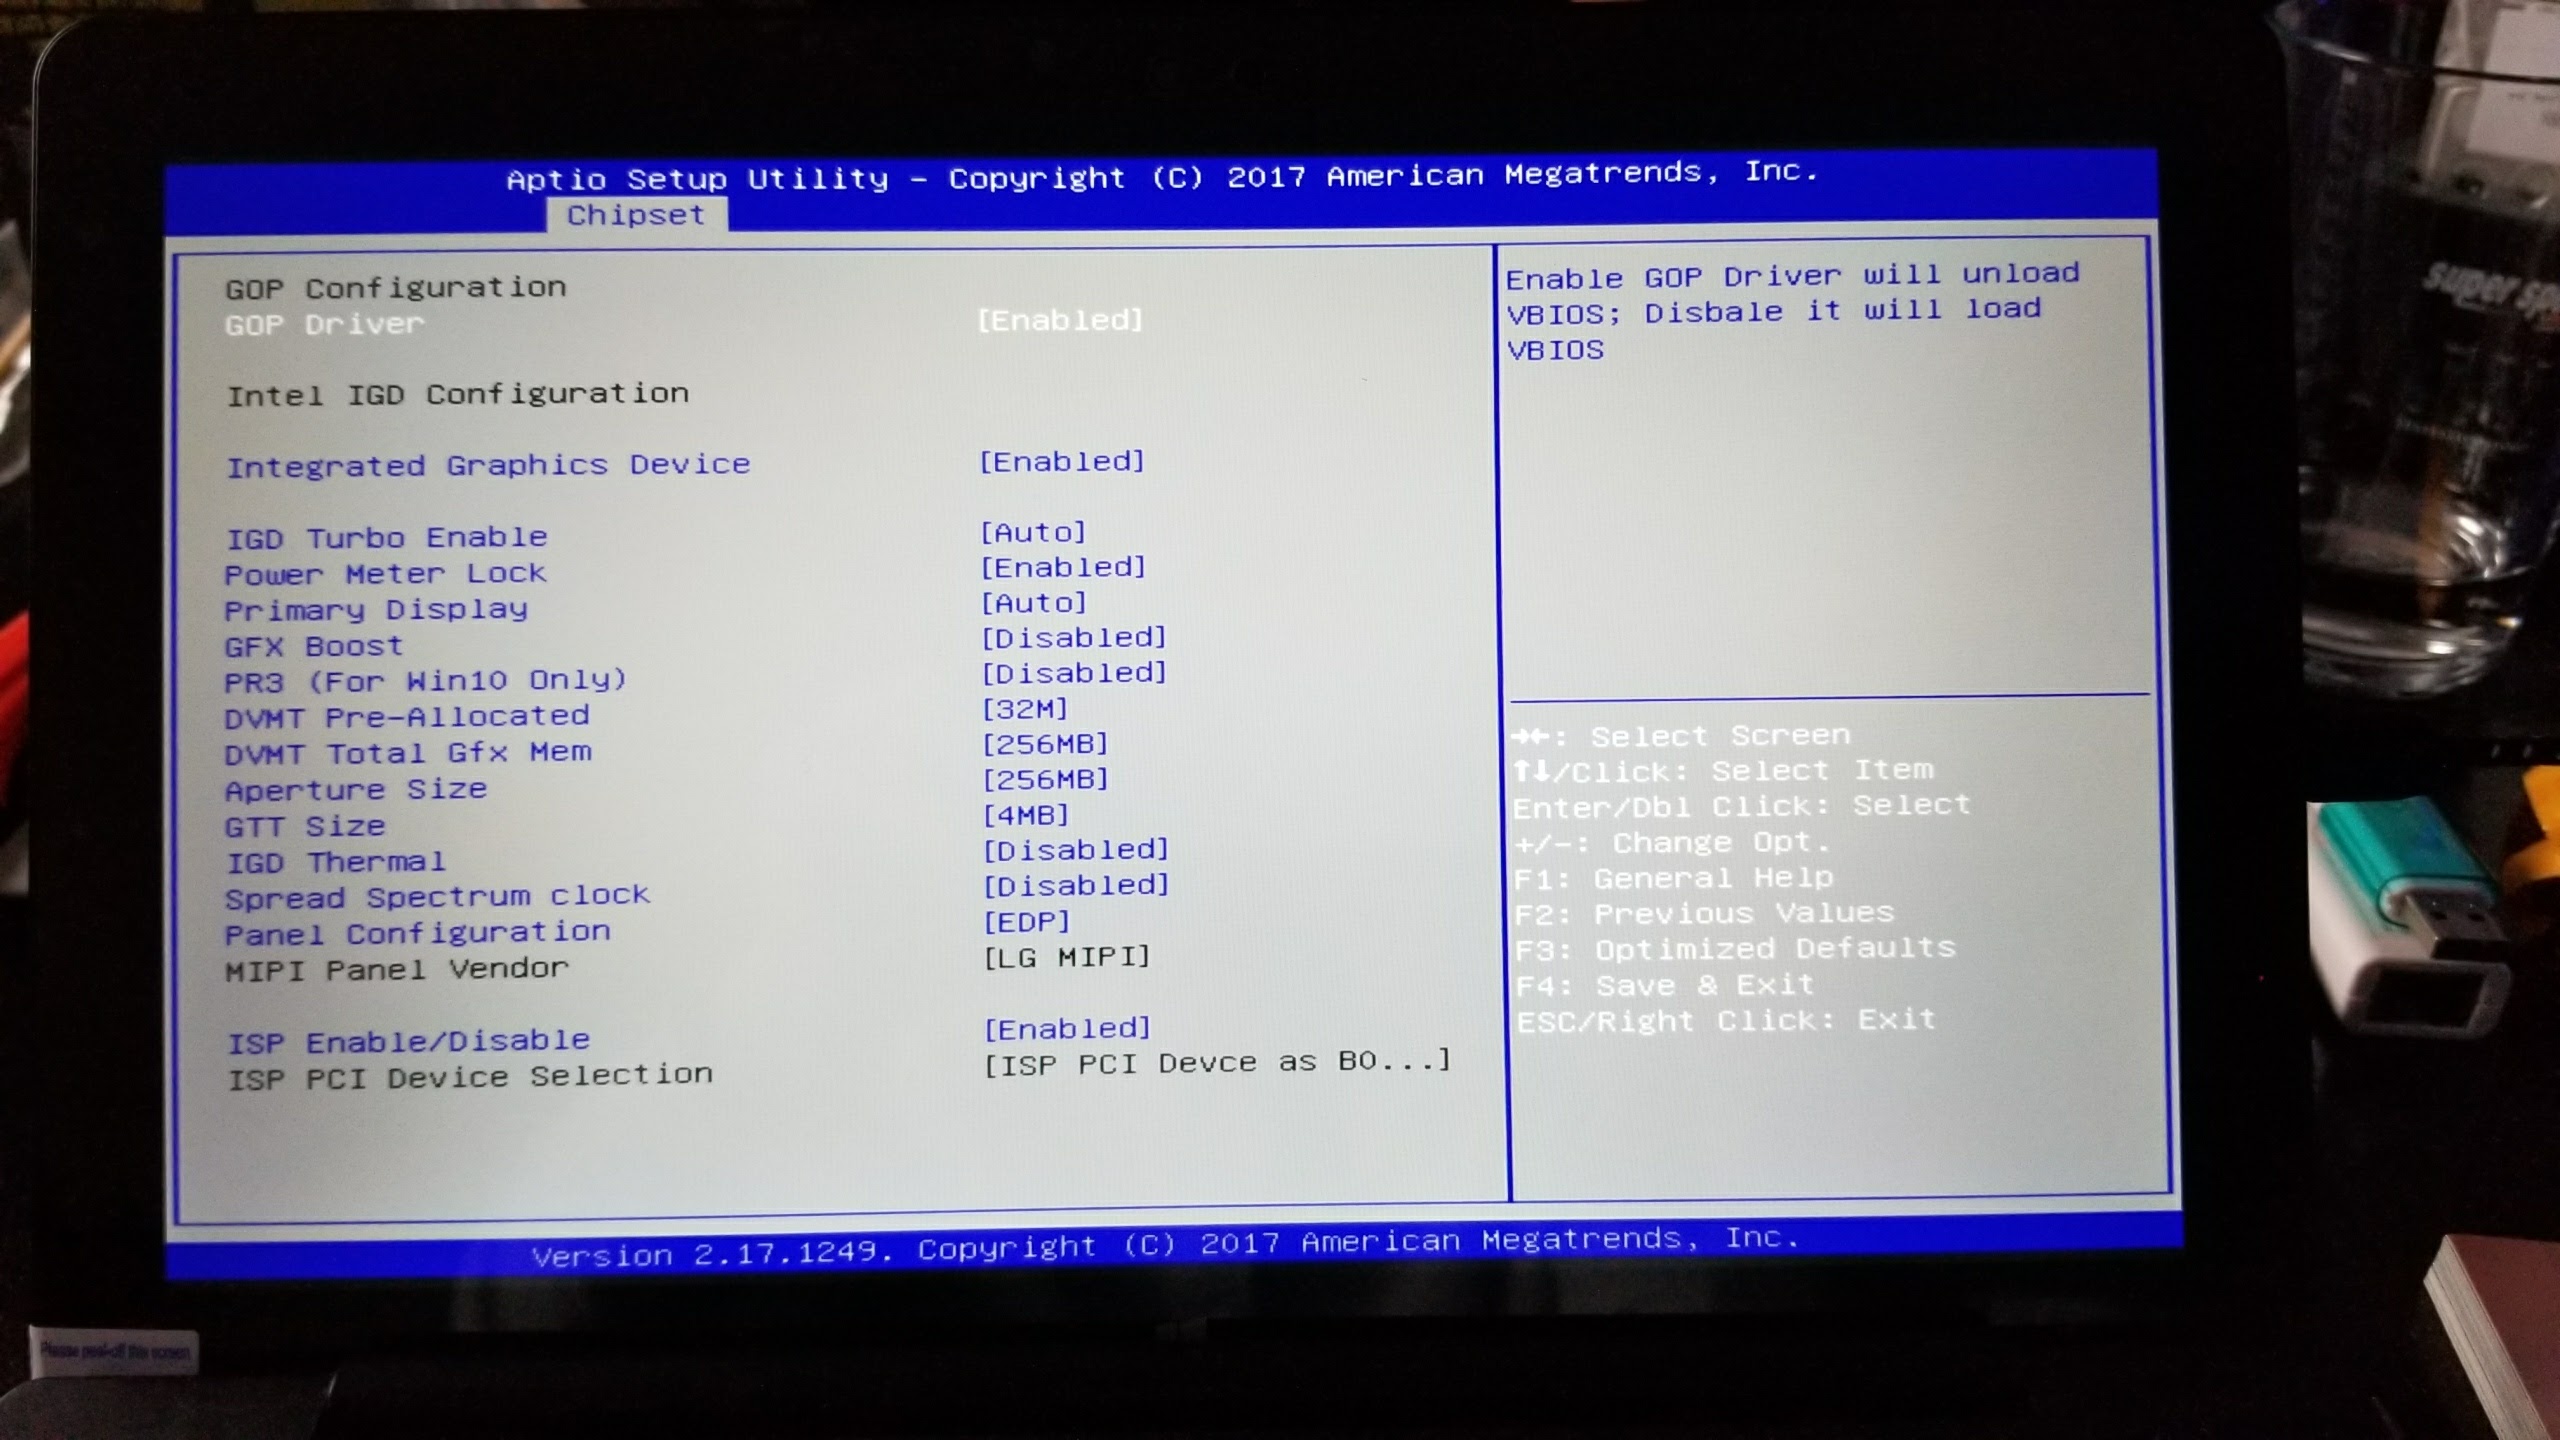 Aptio Setup Utility - Copyright (C) 2017 American Megatrends, Inc.
Chipset
GOP Configuration
GOP Driver [Enabled]
Intel IGD Configuration
Integrated Graphics Device [Enabled]
IGD Turbo Enable [Auto]
Power Meter Lock [Enabled]
Primary Display [Auto]
GFX Boost [Disabled]
PR3 (For Win10 Only) [Disabled]
DVMT Pre-Allocated [32M]
DVMT Total Gfx Mem [256MB]
Aperture Size [256MB]
GTT Size [4MB]
IGD Thermal [Disabled]
Spread Spectrum clock [Disabled]
Panel Configuration [EDP]
MIPI Panel Vendor [LG MIPI]
ISP Enable/Disable [Enabled]
ISP PCI Device Selection [ISP PCI Devce as B0...]
Enable GOP Driver will unload
VBIOS; Disbale it will load
VBIOS
→←: Select Screen
↑↓/Click: Select Item
Enter/Dbl Click: Select
+/-: Change Opt.
F1: General Help
F2: Previous Values
F3: Optimized Defaults
F4: Save & Exit
ESC/Right Click: Exit
Version 2.17.1249. Copyright (C) 2017 American Megatrends, Inc.
Please peel-off this screen
super